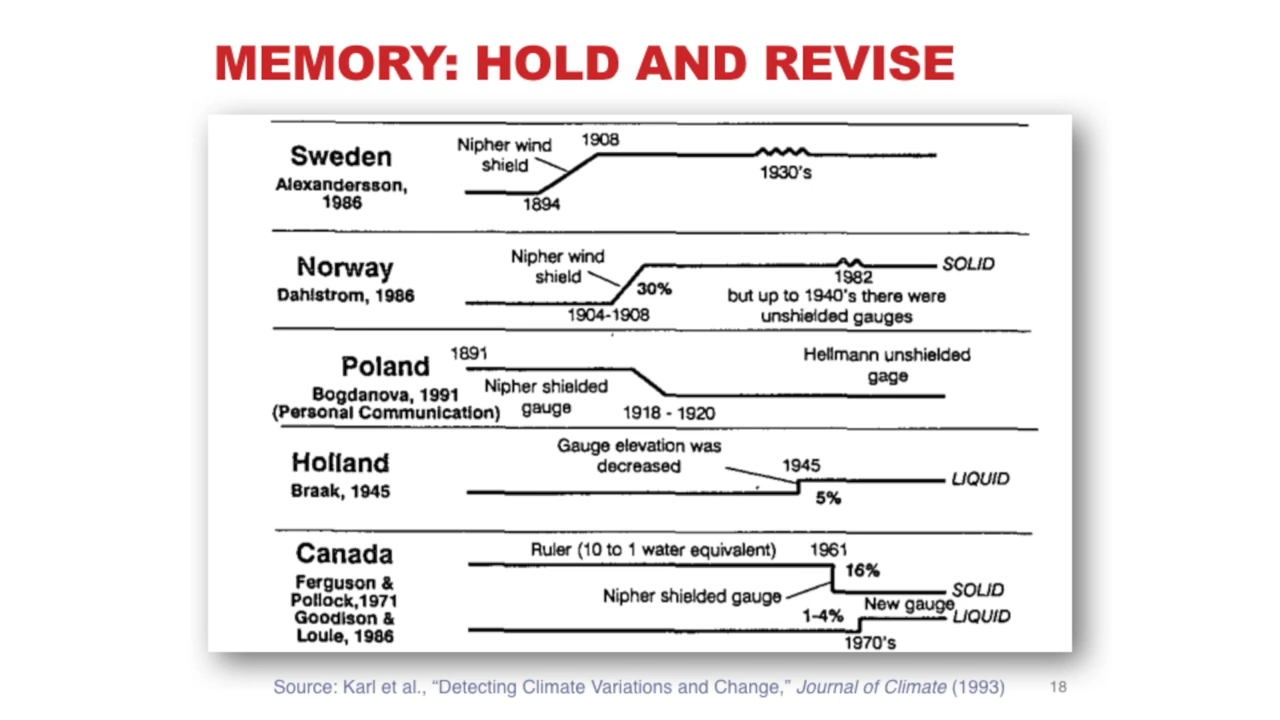 MEMORY: HOLD AND REVISE
Sweden
Alexandersson,
1986
Nipher wind
shield
1908
1894
1930's
Norway
Dahlstrom, 1986
Nipher wind
shield
30%
1904-1908
SOLID
1982
but up to 1940's there were
unshielded gauges
Poland
Bogdanova, 1991
(Personal Communication)
1891
Nipher shielded
gauge
1918 - 1920
Hellmann unshielded
gage
Holland
Braak, 1945
Gauge elevation was
decreased
1945
5%
LIQUID
Canada
Ferguson &
Pollock,1971
Goodison &
Louie, 1986
Ruler (10 to 1 water equivalent)
1961
16%
Nipher shielded gauge
SOLID
New gauge
1-4%
LIQUID
1970's
Source: Karl et al., “Detecting Climate Variations and Change,” Journal of Climate (1993)
18